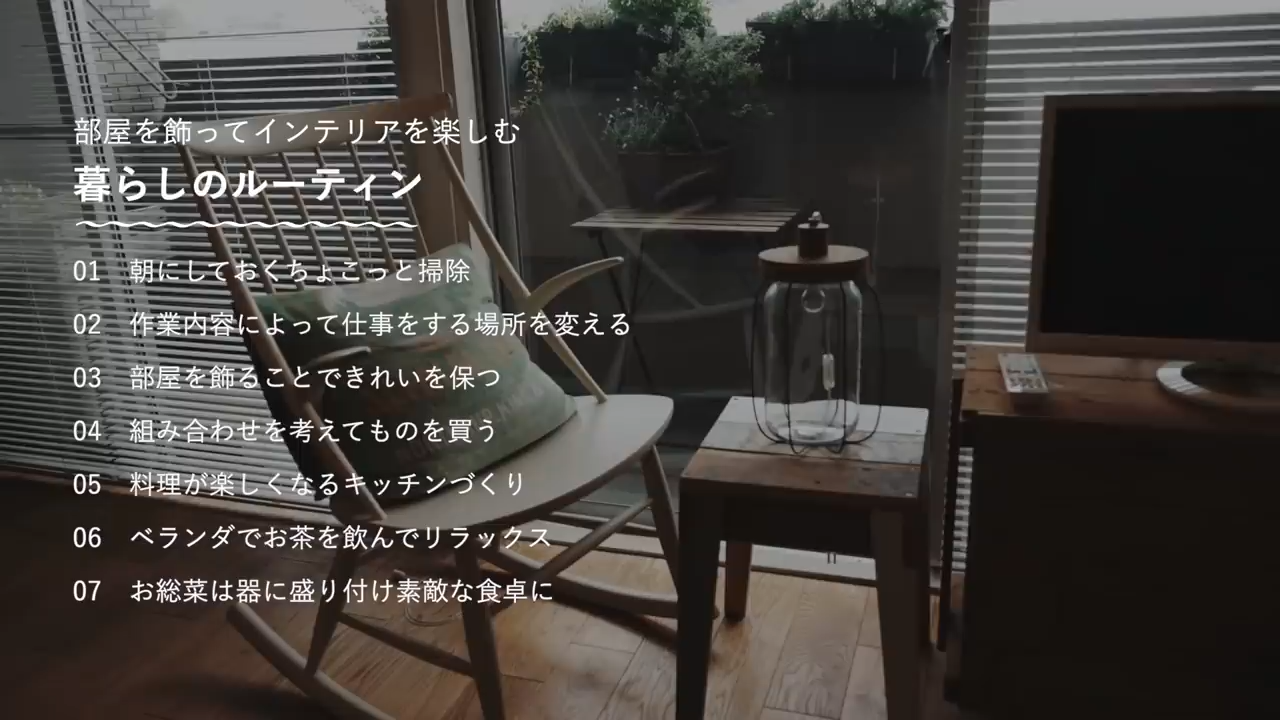 部屋を飾ってインテリアを楽しむ
暮らしのルーティン
01 朝にしておくちょこっと掃除
02 作業内容によって仕事をする場所を変える
03 部屋を飾ることできれいを保つ
04 組み合わせを考えてものを買う
05 料理が楽しくなるキッチンづくり
06 ベランダでお茶を飲んでリラックス
07 お総菜は器に盛り付け素敵な食卓に